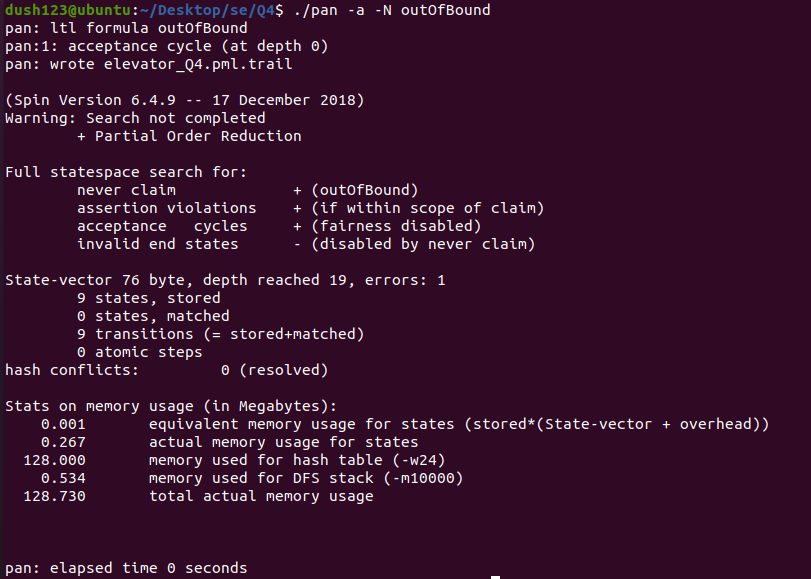 dush123@ubuntu:~/Desktop/se/Q4$ ./pan -a -N outOfBound
pan: ltl formula outOfBound
pan:1: acceptance cycle (at depth 0)
pan: wrote elevator_Q4.pml.trail

(Spin Version 6.4.9 -- 17 December 2018)
Warning: Search not completed
        + Partial Order Reduction

Full statespace search for:
        never claim             + (outOfBound)
        assertion violations    + (if within scope of claim)
        acceptance   cycles     + (fairness disabled)
        invalid end states      - (disabled by never claim)

State-vector 76 byte, depth reached 19, errors: 1
        9 states, stored
        0 states, matched
        9 transitions (= stored+matched)
        0 atomic steps
hash conflicts:         0 (resolved)

Stats on memory usage (in Megabytes):
    0.001       equivalent memory usage for states (stored*(State-vector + overhead))
    0.267       actual memory usage for states
  128.000       memory used for hash table (-w24)
    0.534       memory used for DFS stack (-m10000)
  128.730       total actual memory usage

pan: elapsed time 0 seconds